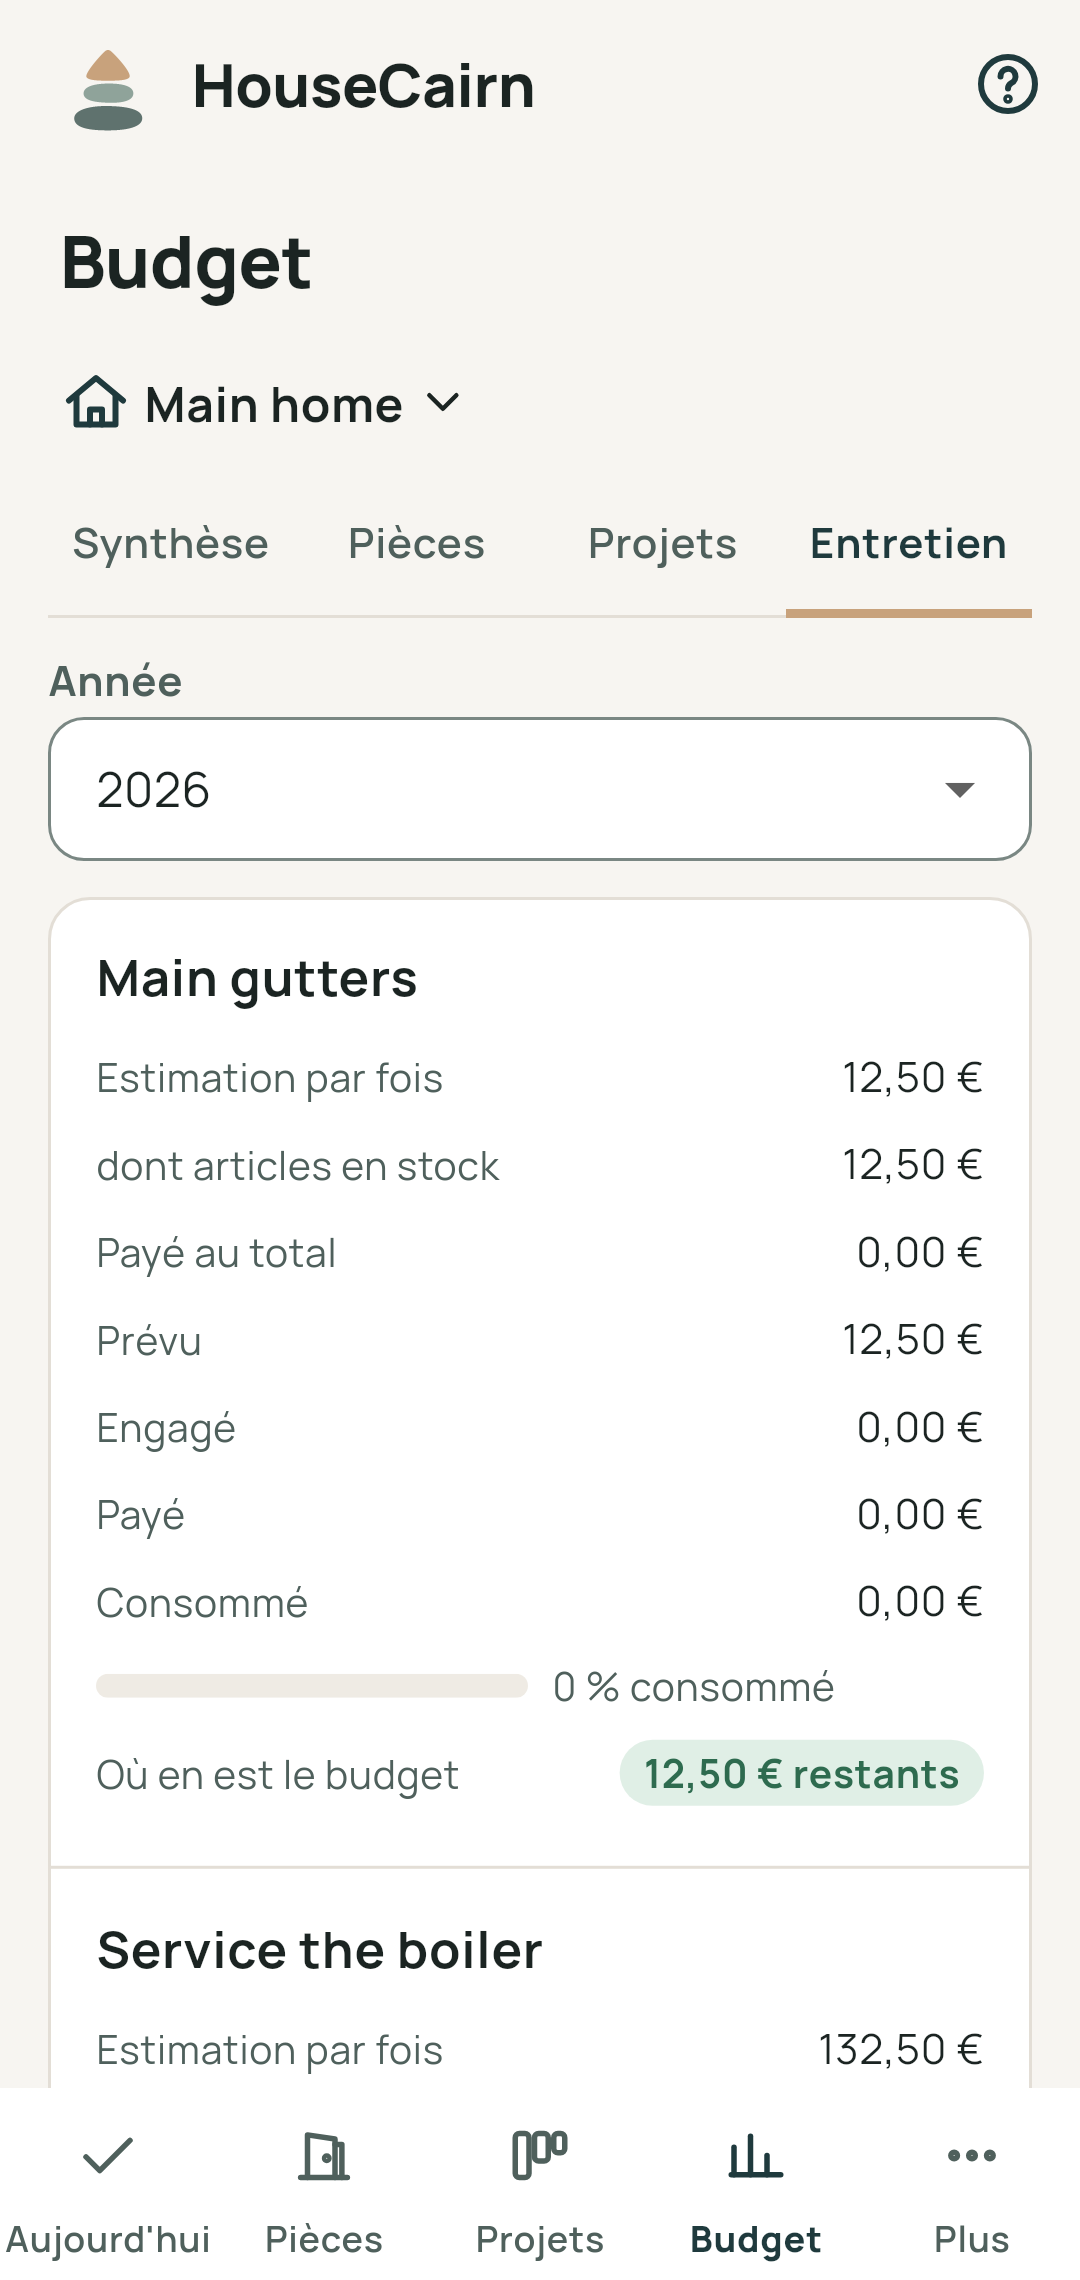 HouseCairn
Budget
Main home
Synthèse Pièces Projets Entretien
Année
2026
Main gutters
Estimation par fois 12,50 €
dont articles en stock 12,50 €
Payé au total 0,00 €
Prévu 12,50 €
Engagé 0,00 €
Payé 0,00 €
Consommé 0,00 €
0 % consommé
Où en est le budget 12,50 € restants
Service the boiler
Estimation par fois 132,50 €
Aujourd'hui Pièces Projets Budget Plus